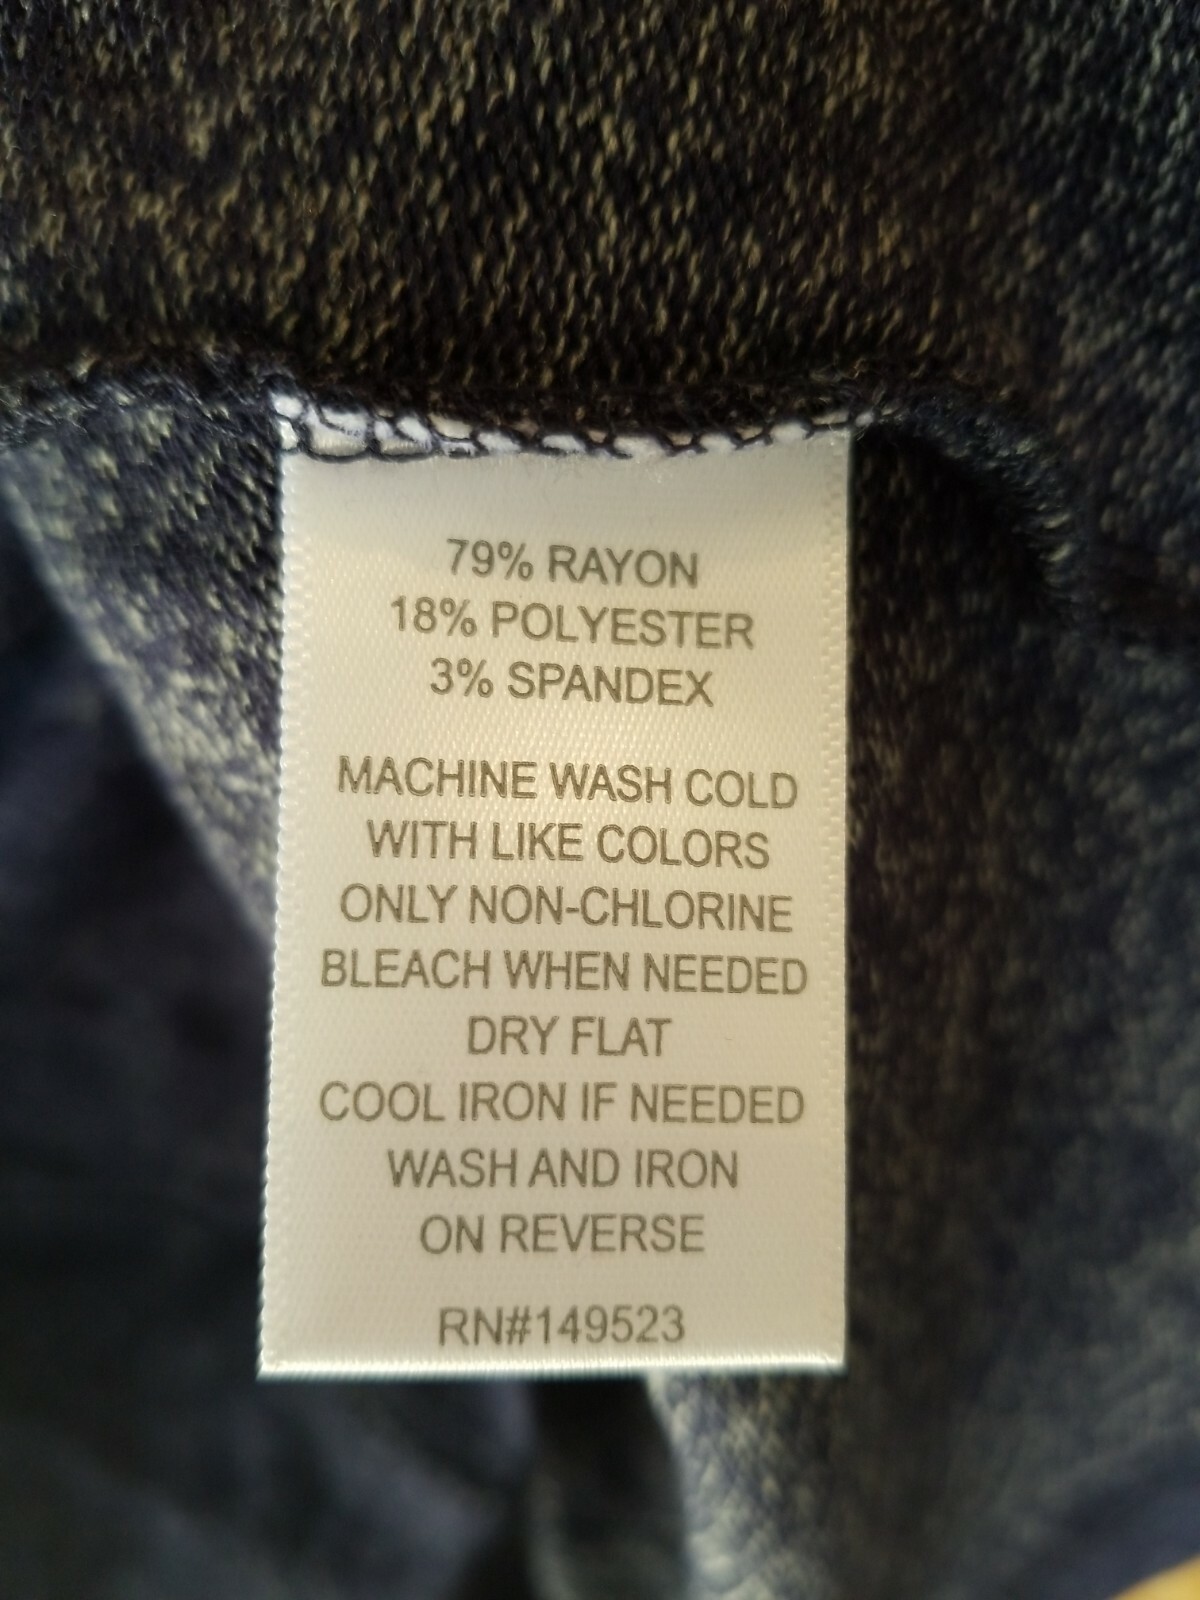 79% RAYON
18% POLYESTER
3% SPANDEX
MACHINE WASH COLD
WITH LIKE COLORS
ONLY NON-CHLORINE
BLEACH WHEN NEEDED
DRY FLAT
COOL IRON IF NEEDED
WASH AND IRON
ON REVERSE
RN#149523